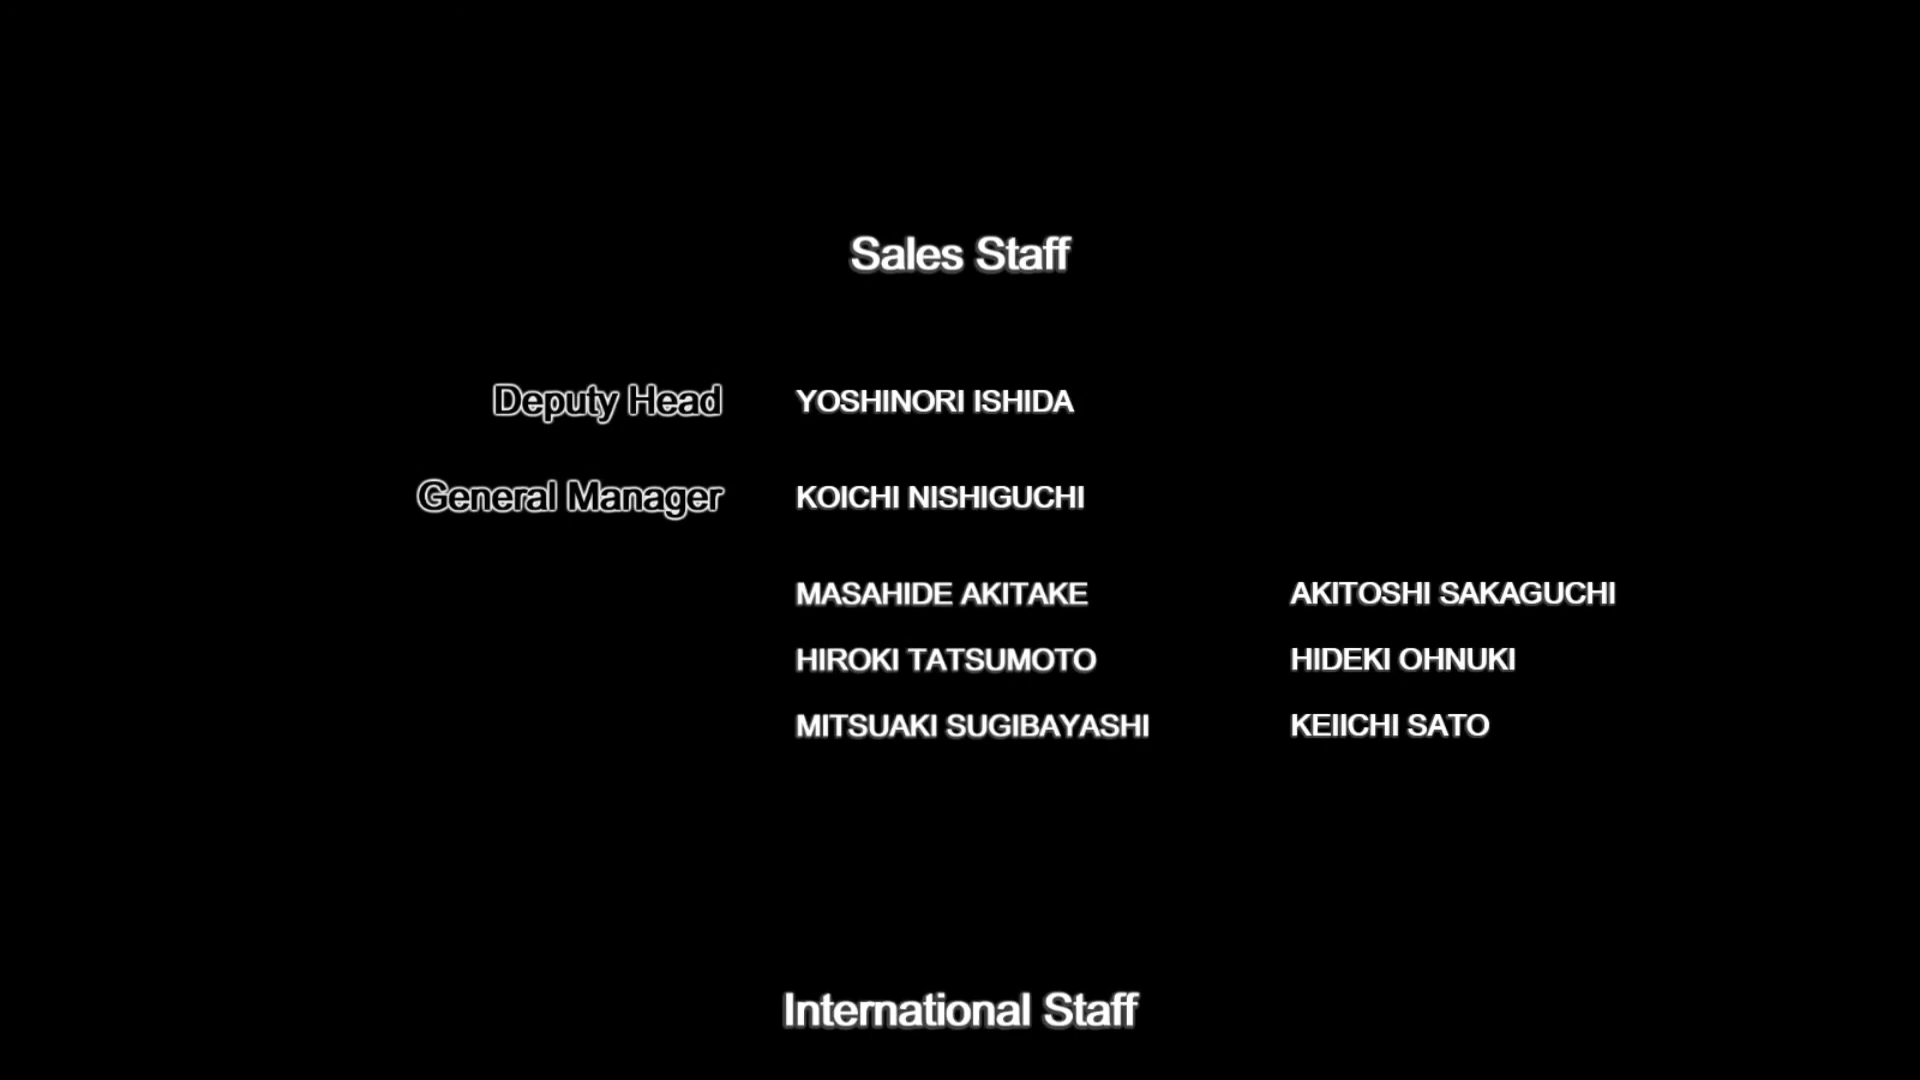 Sales Staff
Deputy Head YOSHINORI ISHIDA
General Manager KOICHI NISHIGUCHI
MASAHIDE AKITAKE AKITOSHI SAKAGUCHI
HIROKI TATSUMOTO HIDEKI OHNUKI
MITSUAKI SUGIBAYASHI KEIICHI SATO
International Staff